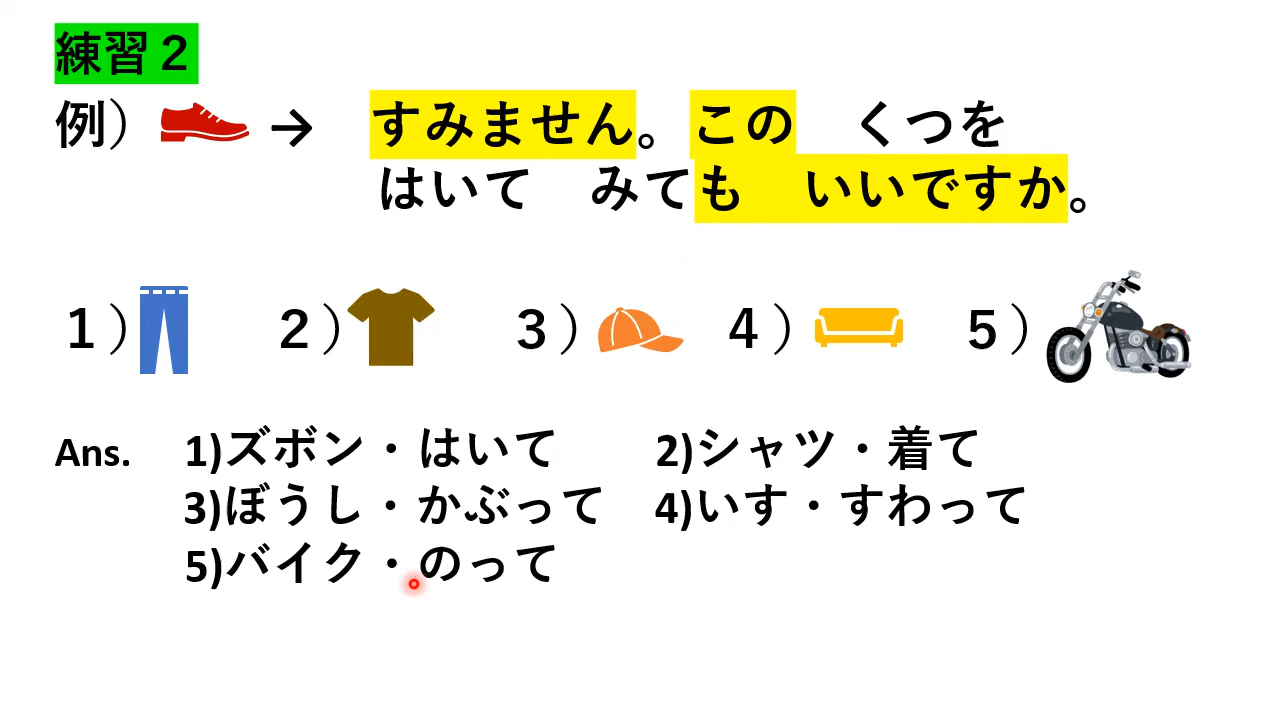 練習２
例）→　すみません。この　くつを
はいて　みても　いいですか。
１）　２）　３）　４）　５）
Ans.　1)ズボン・はいて　2)シャツ・着て
3)ぼうし・かぶって　4)いす・すわって
5)バイク・のって